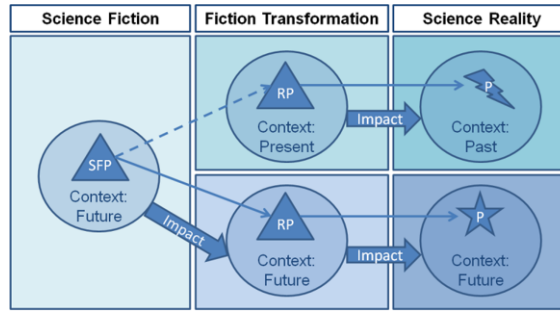 Science Fiction
Fiction Transformation
Science Reality
SFP
Context:
Future
Impact
RP
Context:
Present
Impact
P
Context:
Past
RP
Context:
Future
Impact
P
Context:
Future